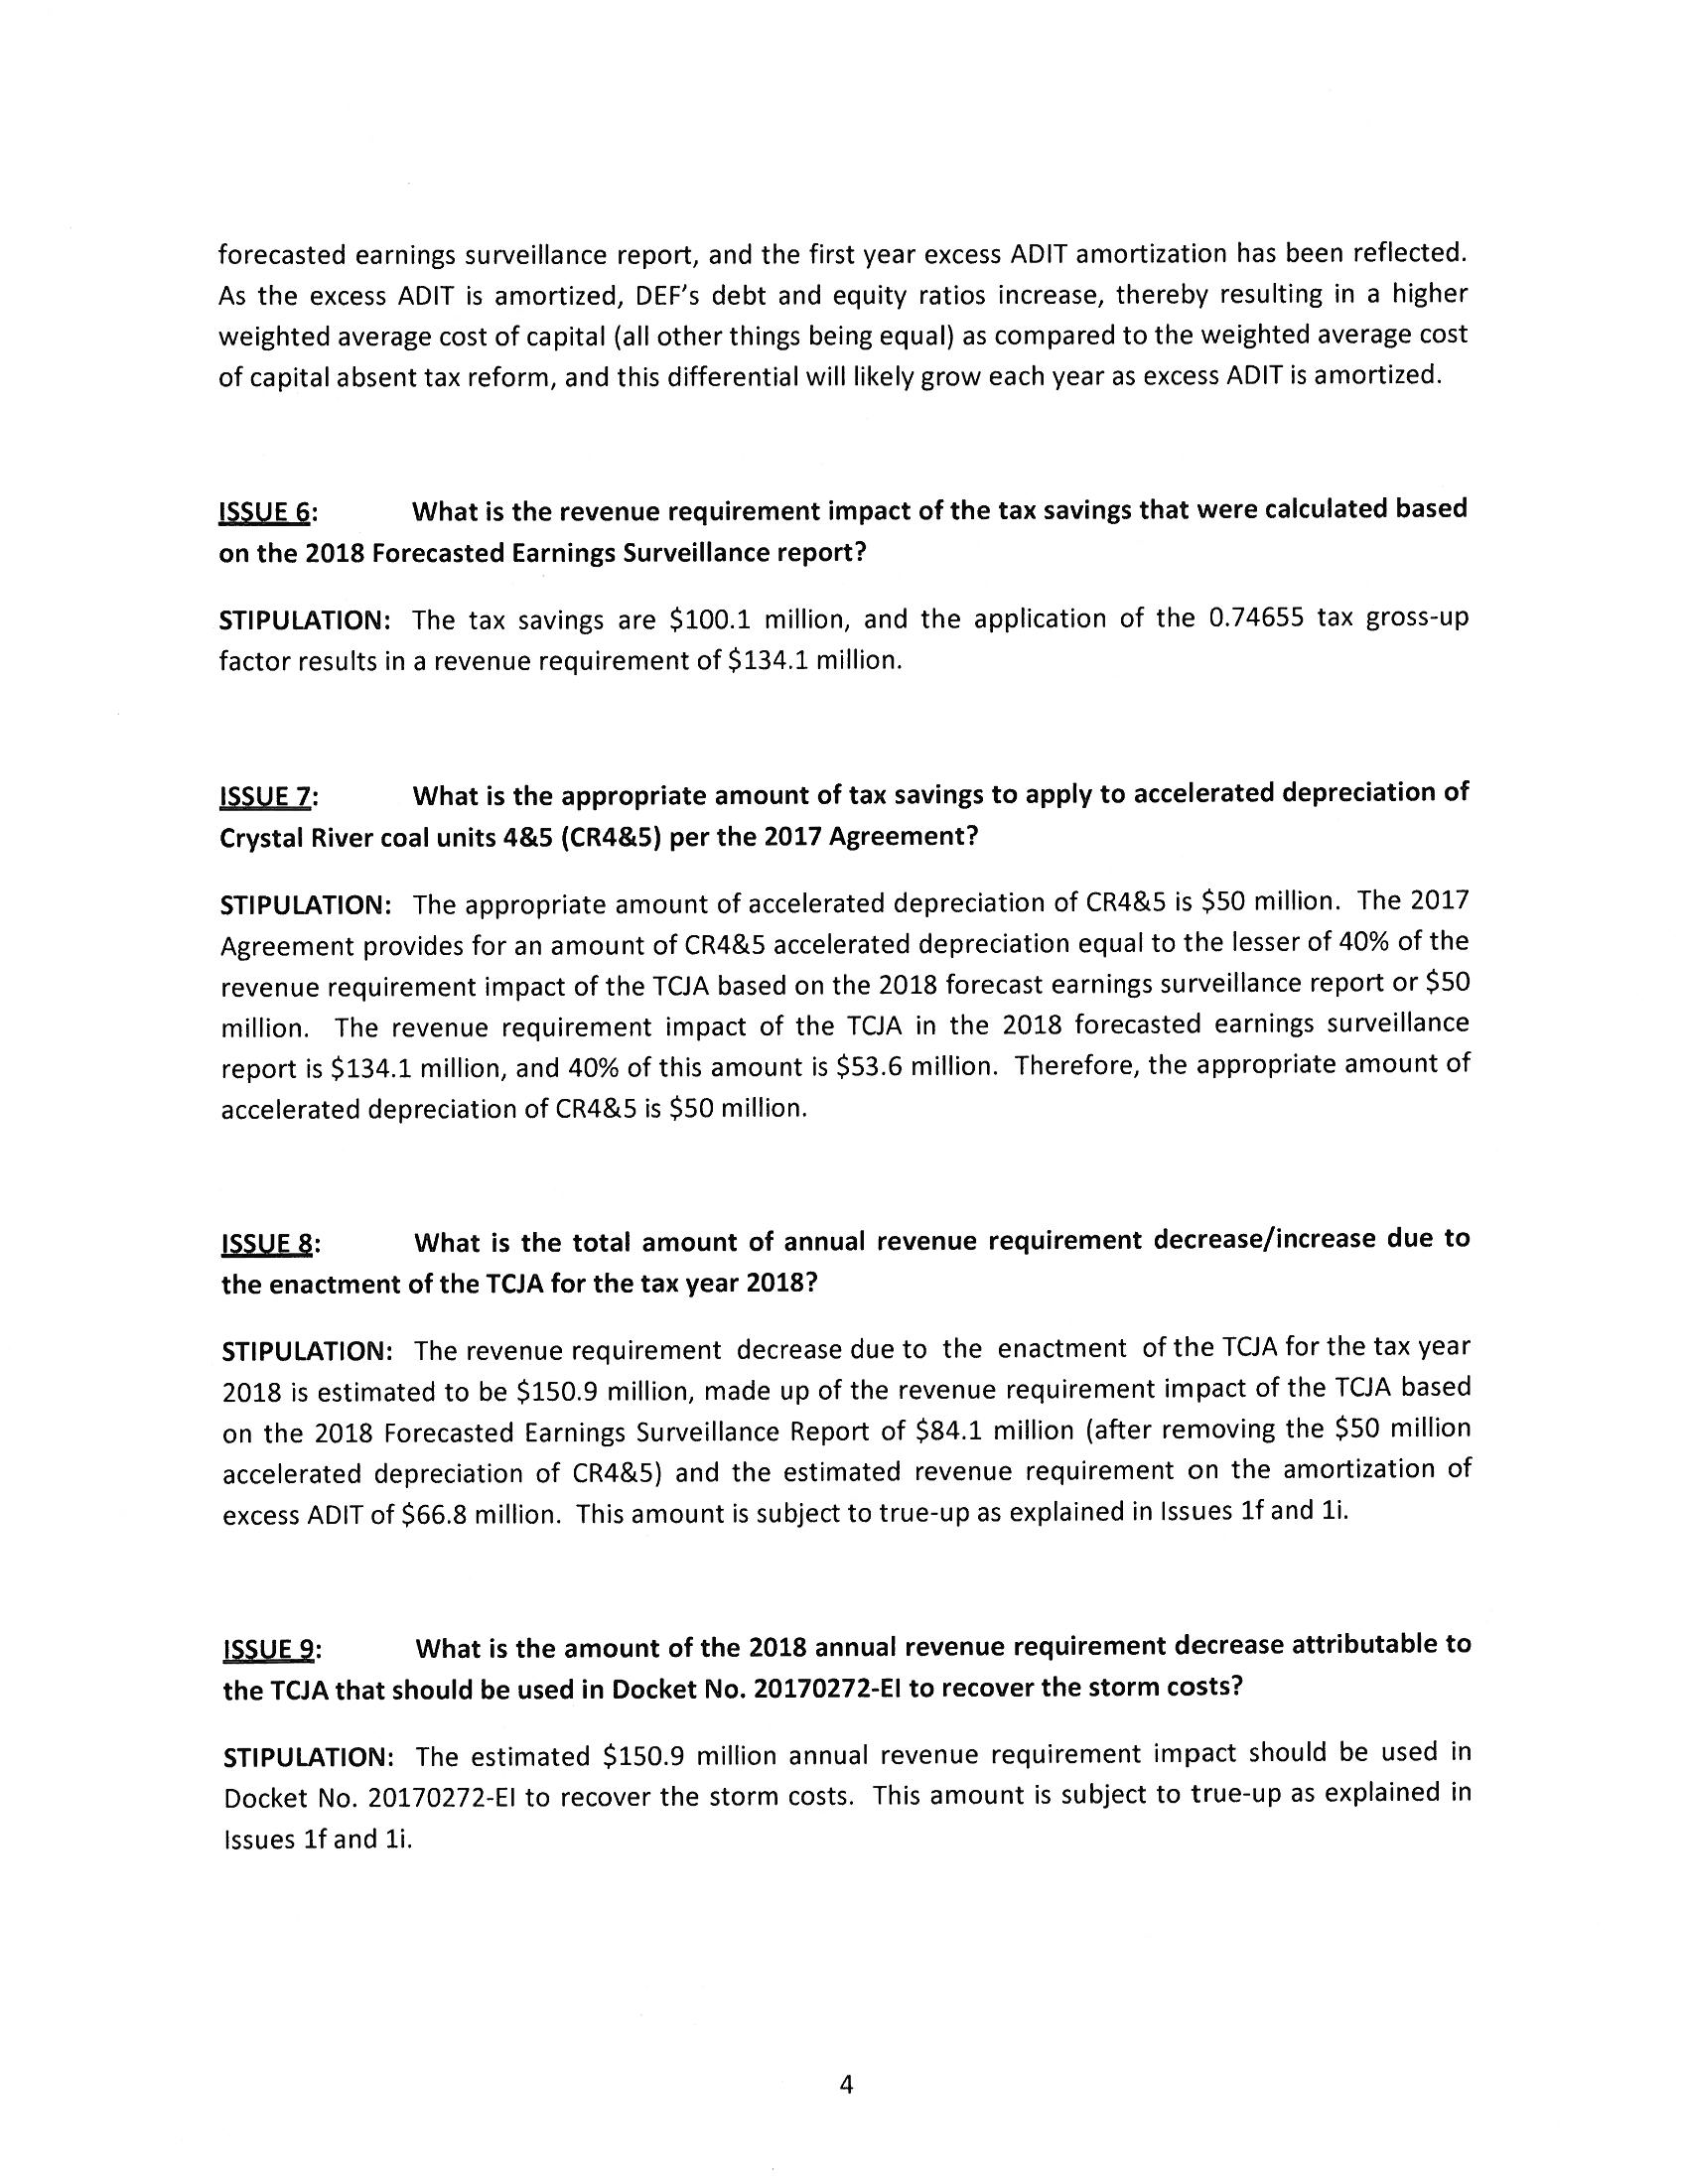 forecasted earnings surveillance report, and the first year excess ADIT amortization has been reflected.
As the excess ADIT is amortized, DEF's debt and equity ratios increase, thereby resulting in a higher
weighted average cost of capital (all other things being equal) as compared to the weighted average cost
of capital absent tax reform, and this differential will likely grow each year as excess ADIT is amortized.
ISSUE 6: What is the revenue requirement impact of the tax savings that were calculated based
on the 2018 Forecasted Earnings Surveillance report?
STIPULATION: The tax savings are $100.1 million, and the application of the 0.74655 tax gross-up
factor results in a revenue requirement of $134.1 million.
ISSUE 7: What is the appropriate amount of tax savings to apply to accelerated depreciation of
Crystal River coal units 4&5 (CR4&5) per the 2017 Agreement?
STIPULATION: The appropriate amount of accelerated depreciation of CR4&5 is $50 million. The 2017
Agreement provides for an amount of CR4&5 accelerated depreciation equal to the lesser of 40% of the
revenue requirement impact of the TCJA based on the 2018 forecast earnings surveillance report or $50
million. The revenue requirement impact of the TCJA in the 2018 forecasted earnings surveillance
report is $134.1 million, and 40% of this amount is $53.6 million. Therefore, the appropriate amount of
accelerated depreciation of CR4&5 is $50 million.
ISSUE 8: What is the total amount of annual revenue requirement decrease/increase due to
the enactment of the TCJA for the tax year 2018?
STIPULATION: The revenue requirement decrease due to the enactment of the TCJA for the tax year
2018 is estimated to be $150.9 million, made up of the revenue requirement impact of the TCJA based
on the 2018 Forecasted Earnings Surveillance Report of $84.1 million (after removing the $50 million
accelerated depreciation of CR4&5) and the estimated revenue requirement on the amortization of
excess ADIT of $66.8 million. This amount is subject to true-up as explained in Issues 1f and 1i.
ISSUE 9: What is the amount of the 2018 annual revenue requirement decrease attributable to
the TCJA that should be used in Docket No. 20170272-EI to recover the storm costs?
STIPULATION: The estimated $150.9 million annual revenue requirement impact should be used in
Docket No. 20170272-EI to recover the storm costs. This amount is subject to true-up as explained in
Issues 1f and 1i.
4